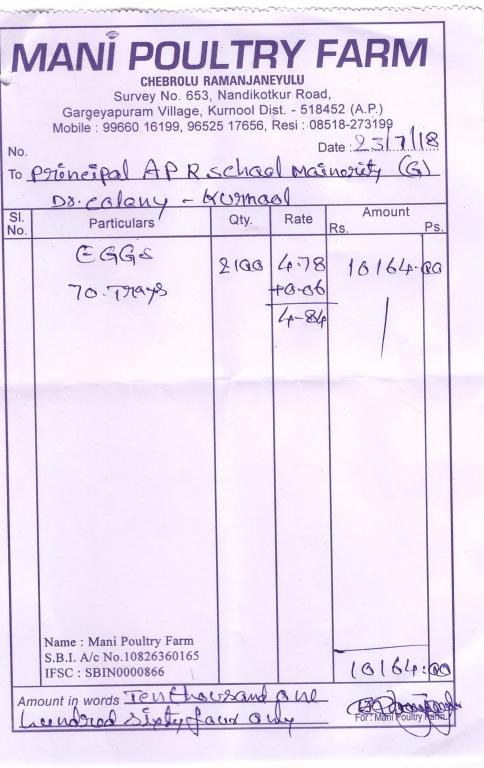 MANI POULTRY FARM
CHEBROLU RAMANJANEYULU
Survey No. 653, Nandikotkur Road,
Gargeyapuram Village, Kurnool Dist. - 518452 (A.P.)
Mobile : 99660 16199, 96525 17656, Resi : 08518-273199
No. Date : 23/7/18
To Principal A P R. school Mainority (G)
Ds. colony - Kurnool
Sl. No. Particulars Qty. Rate Amount Rs. Ps.
EGGs 2100 4.78 10164.00
70. Trays +0.06
4-84
Name : Mani Poultry Farm
S.B.I. A/c No.10826360165
IFSC : SBIN0000866
10164.00
Amount in words Ten thousand one
hundred sixty four only
For : Mani Poultry Farm